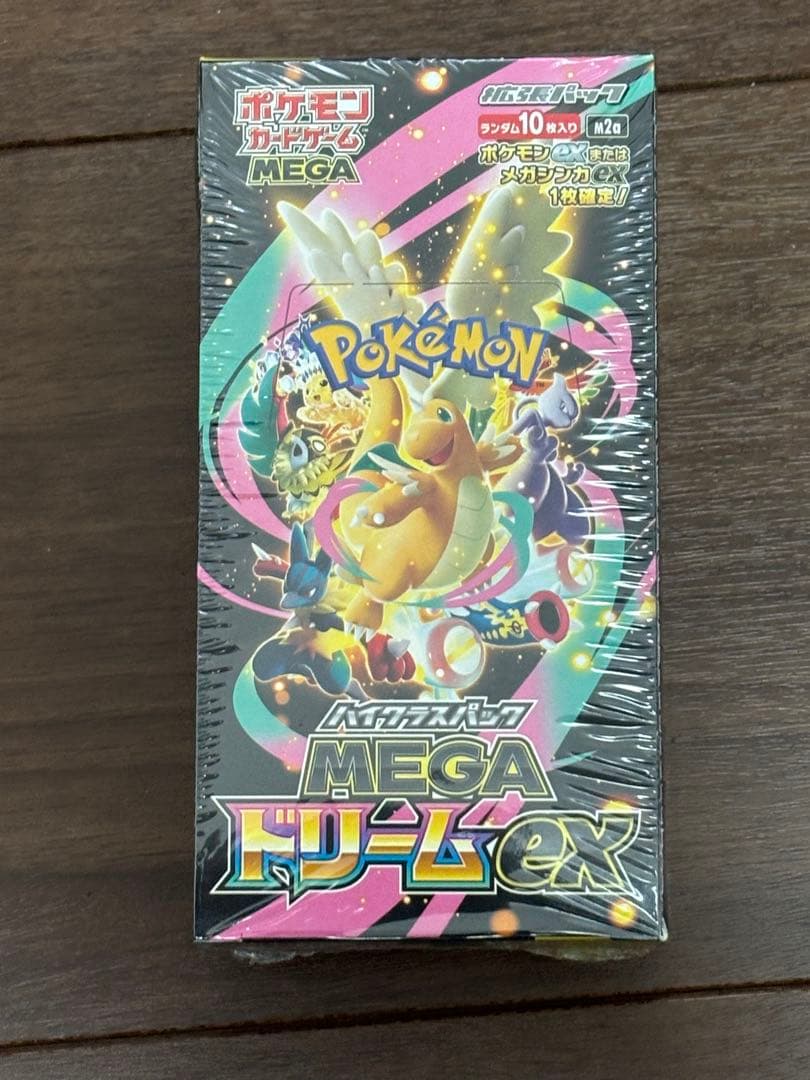 ポケモン
カードゲーム
MEGA
拡張パック
ランダム10枚入り
M2a
ポケモンexまたは
メガシンカex
1枚確定!
POKéMON
ハイクラスパック
MEGA
ドリームex